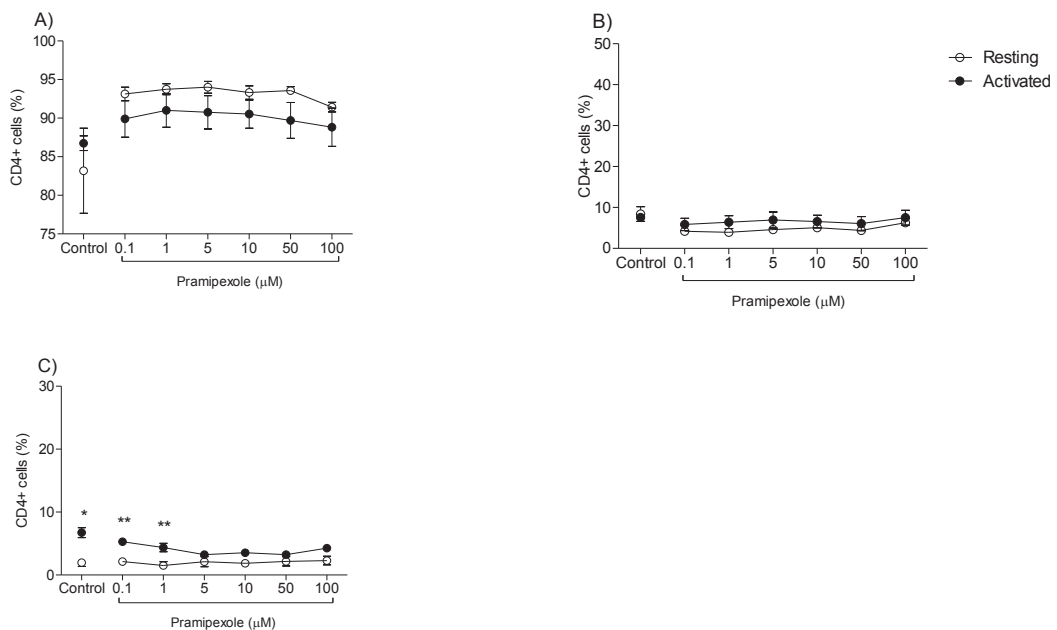 A)
100
95
90
85
80
75
CD4+ cells (%)
Control 0.1 1 5 10 50 100
Pramipexole (μM)
B)
50
40
30
20
10
0
CD4+ cells (%)
Control 0.1 1 5 10 50 100
Pramipexole (μM)
Resting
Activated
C)
30
20
10
0
CD4+ cells (%)
* ** **
Control 0.1 1 5 10 50 100
Pramipexole (μM)